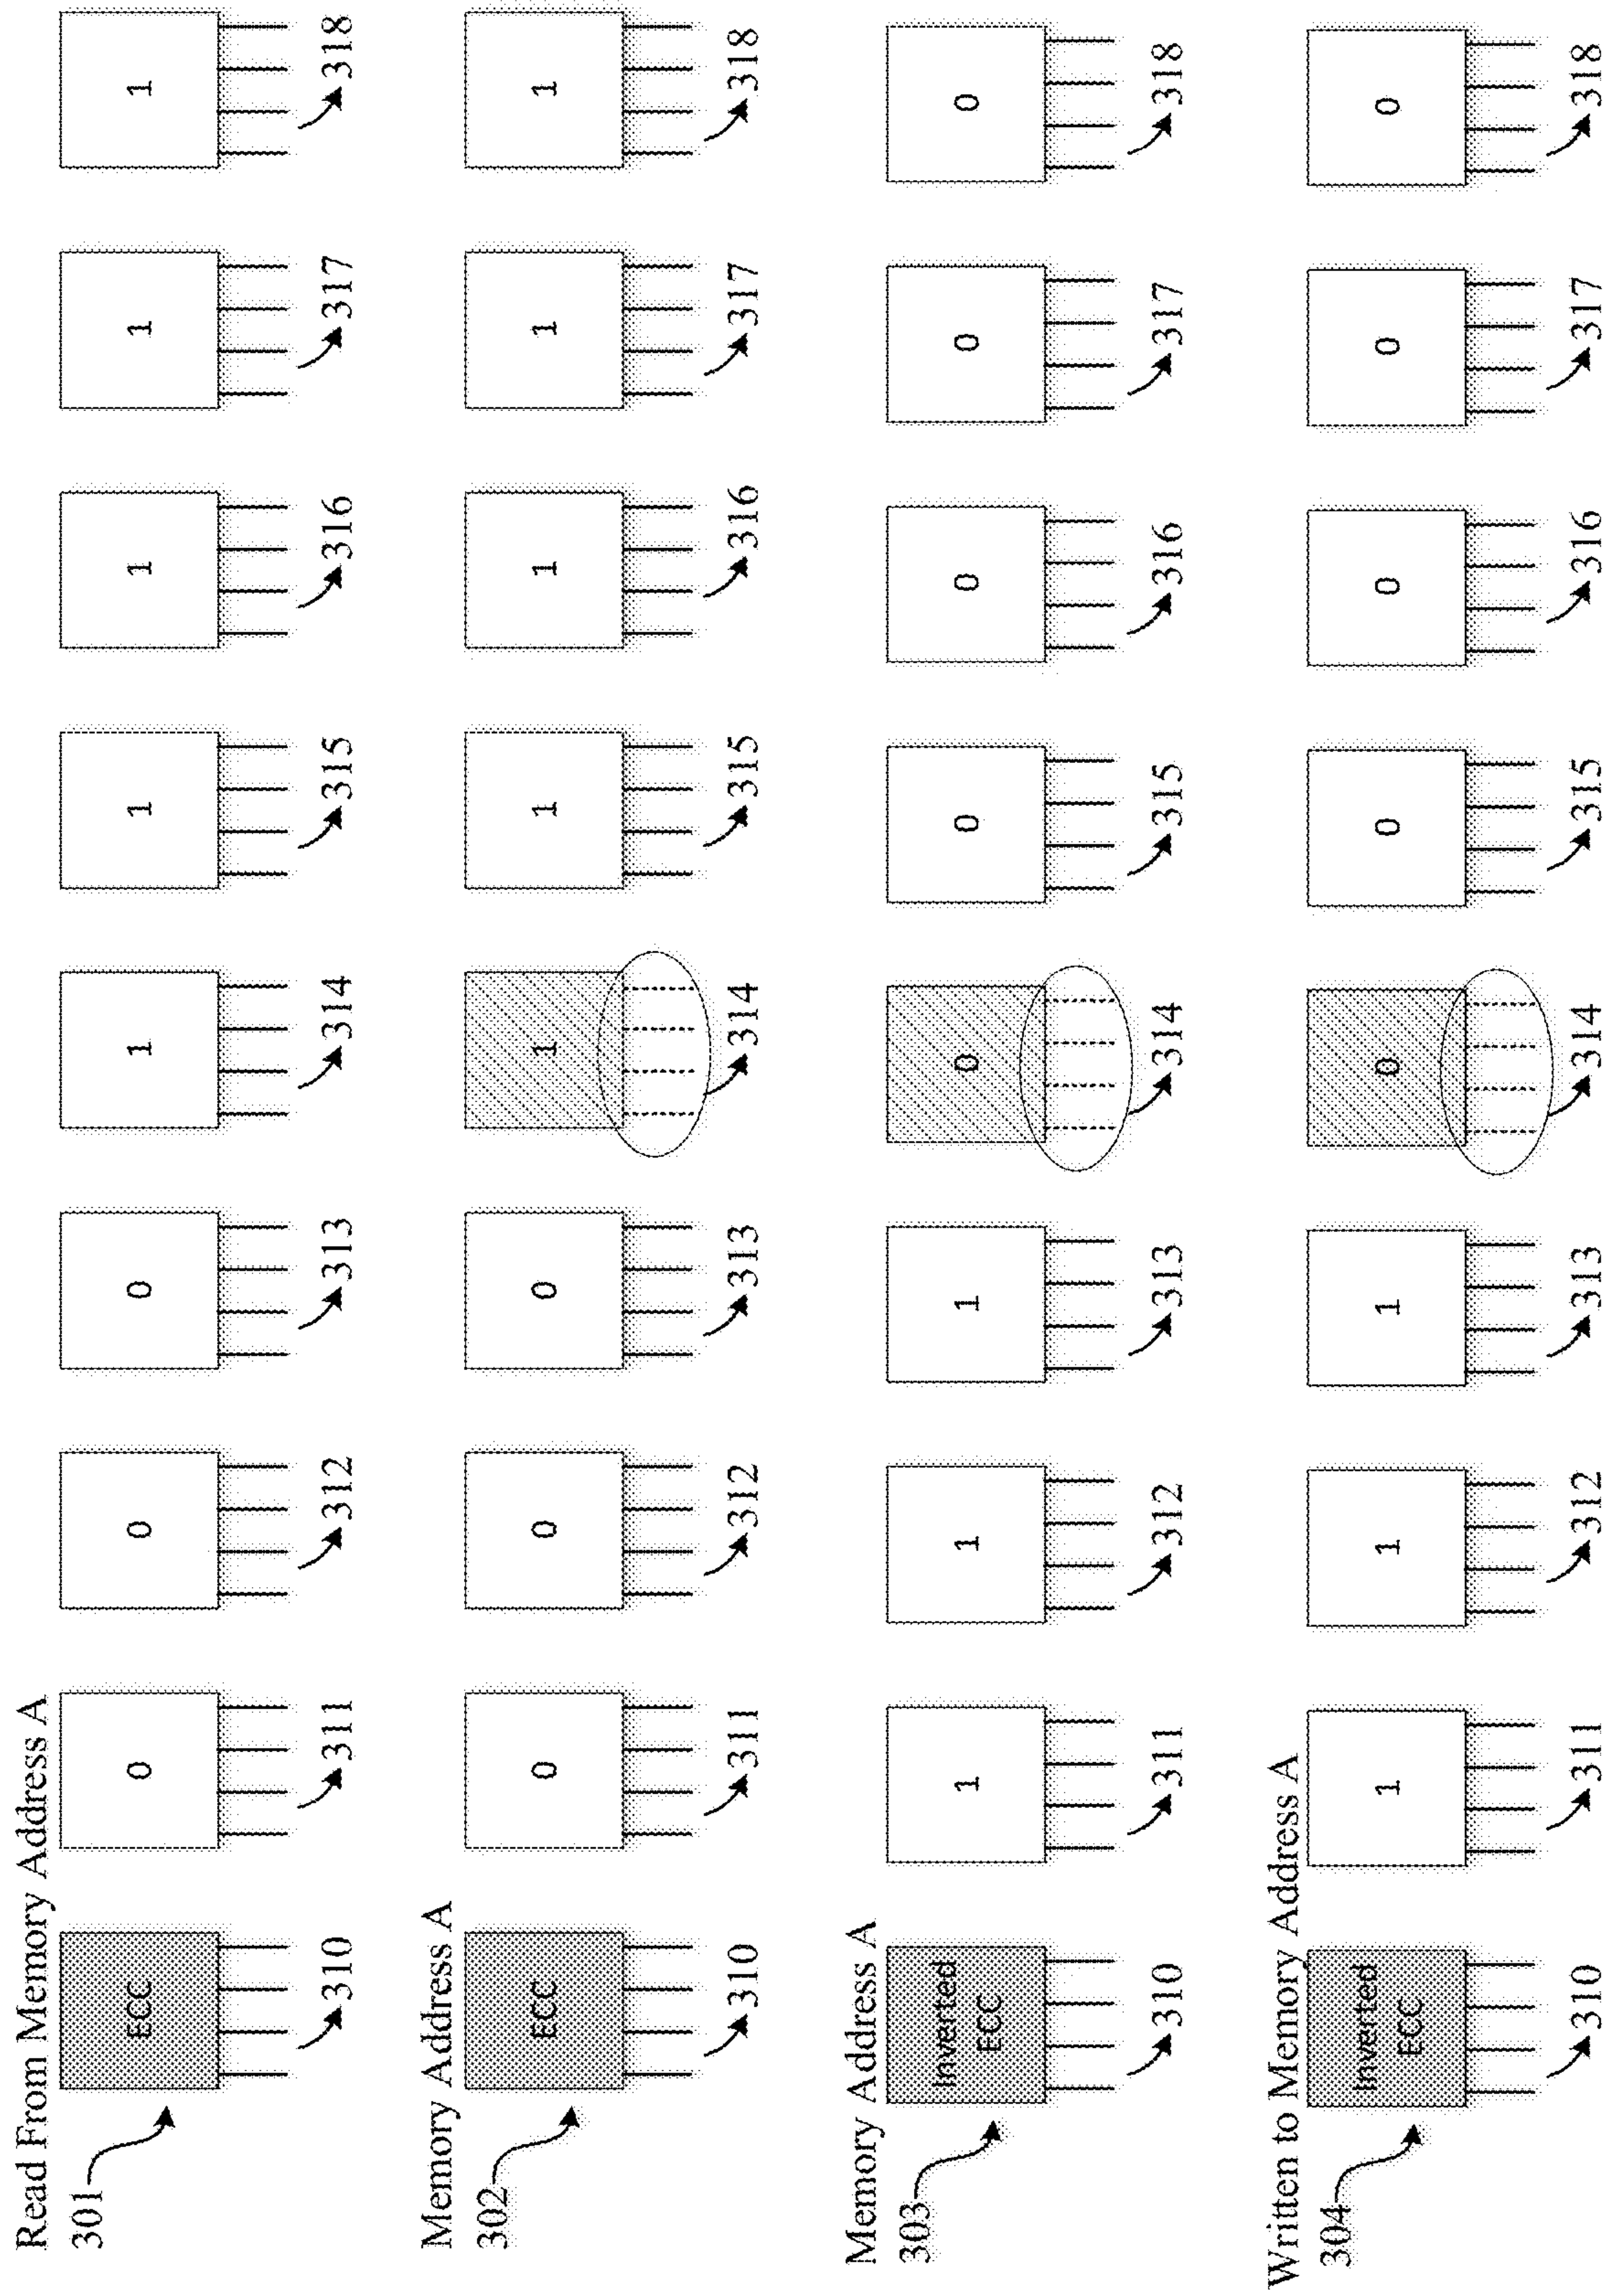 Read From Memory Address A
301
ECC 0 0 0 1 1 1 1 1
310 311 312 313 314 315 316 317 318
Memory Address A
302
ECC 0 0 0 1 1 1 1 1
310 311 312 313 314 315 316 317 318
Memory Address A
303
Inverted
ECC 1 1 1 0 0 0 0 0
310 311 312 313 314 315 316 317 318
Written to Memory Address A
304
Inverted
ECC 1 1 1 0 0 0 0 0
310 311 312 313 314 315 316 317 318